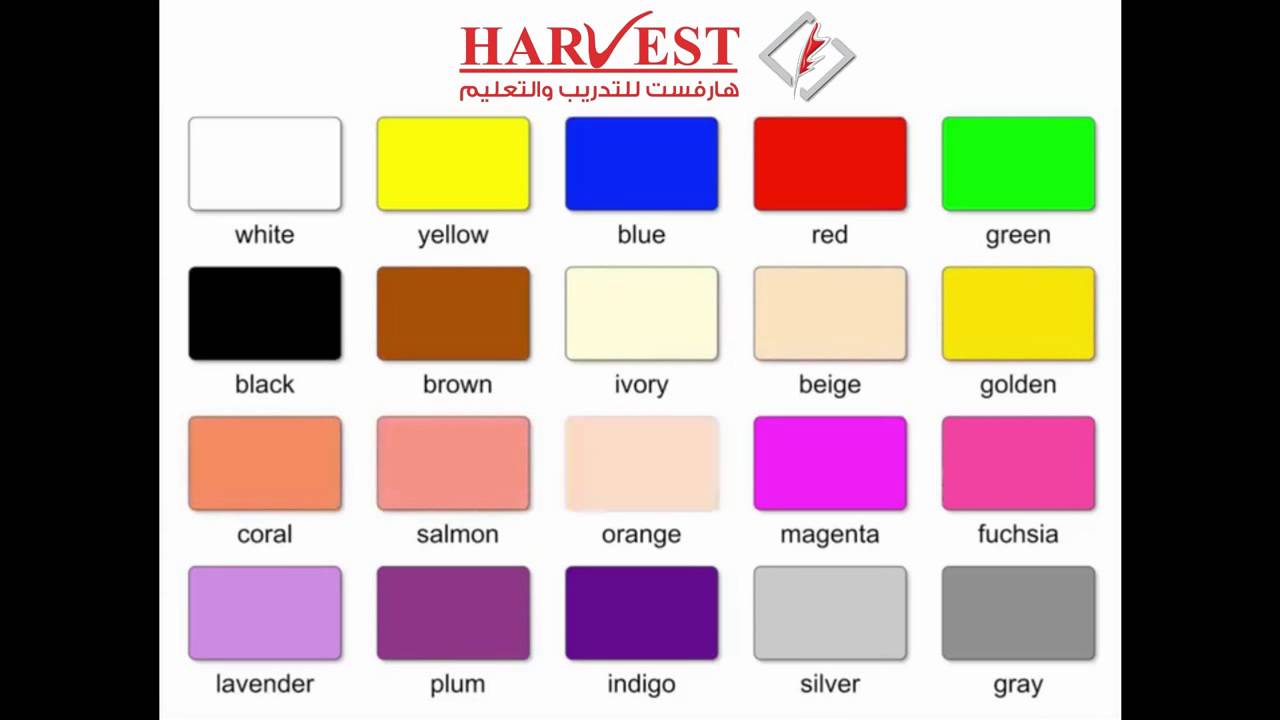 HARVEST
هارفست للتدريب والتعليم
white yellow blue red green
black brown ivory beige golden
coral salmon orange magenta fuchsia
lavender plum indigo silver gray